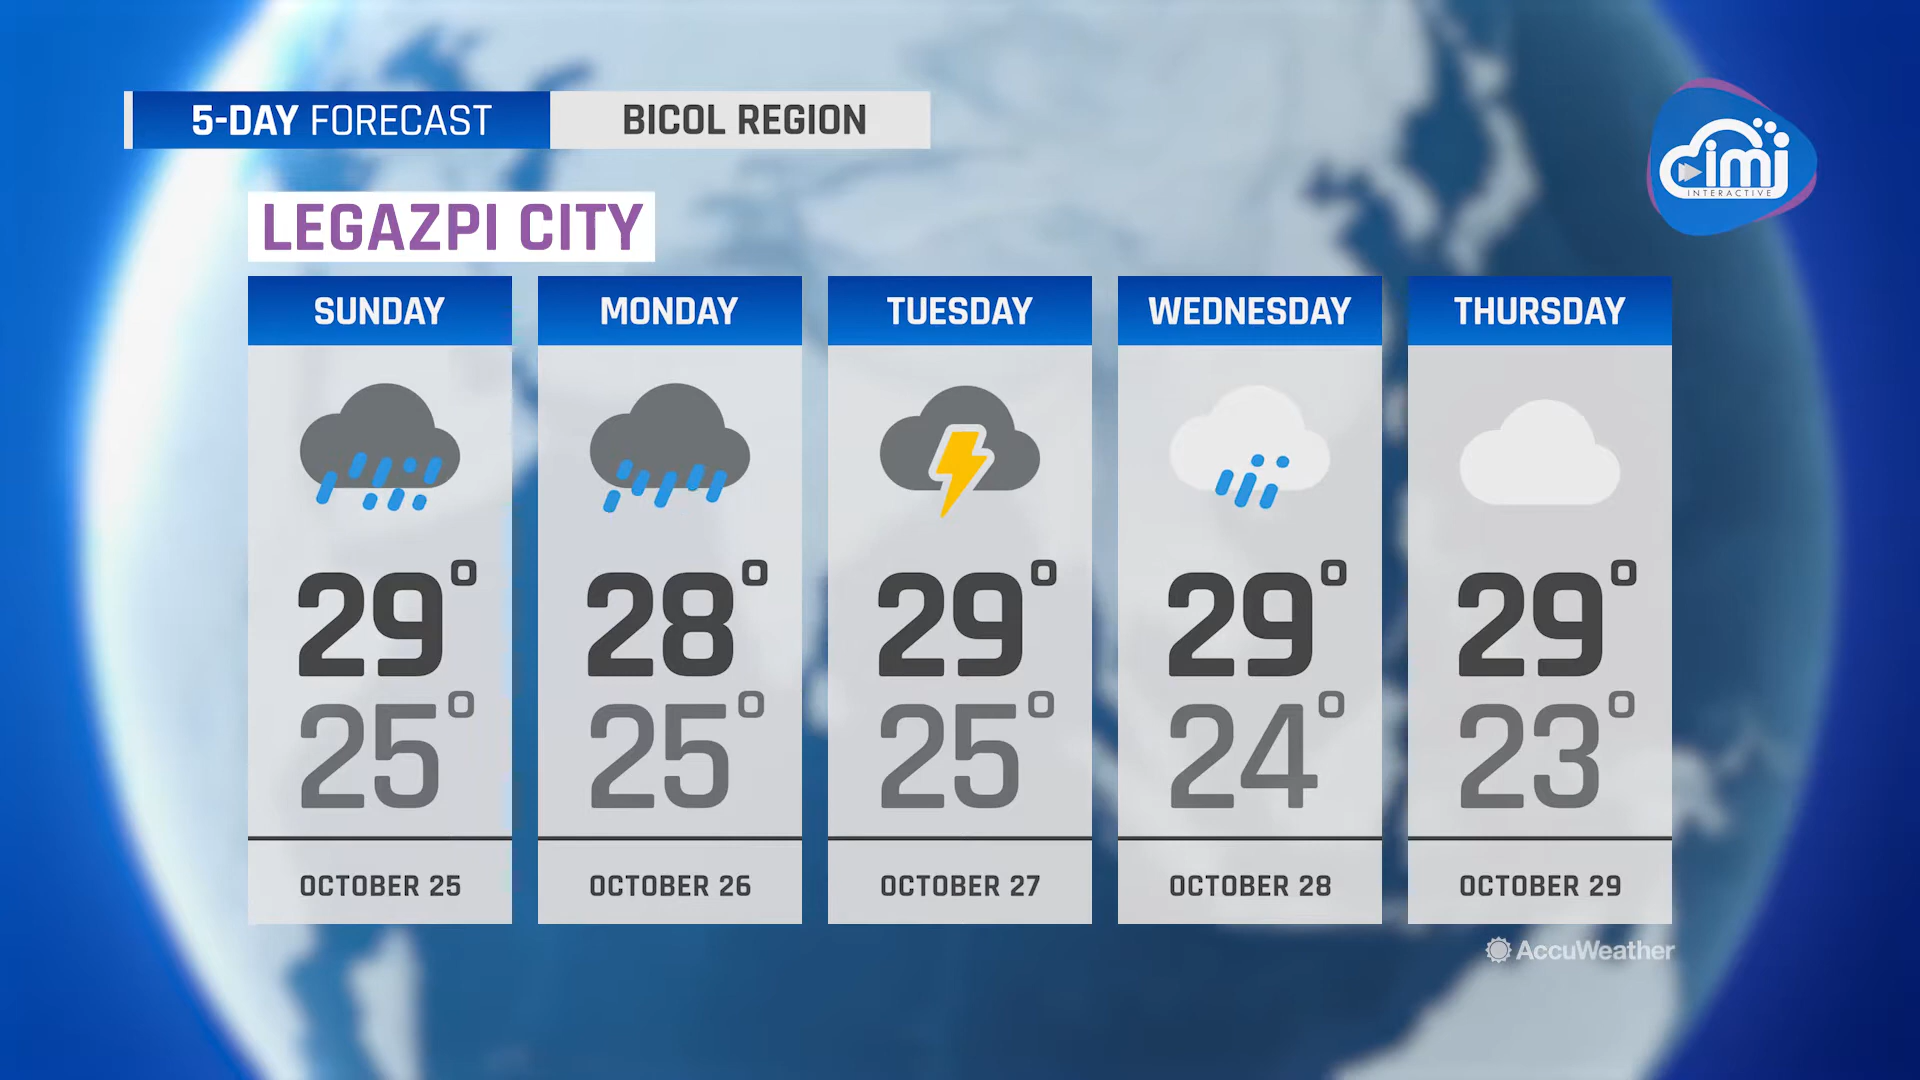 5-DAY FORECAST
BICOL REGION
imi
INTERACTIVE
LEGAZPI CITY
SUNDAY
29°
25°
OCTOBER 25
MONDAY
28°
25°
OCTOBER 26
TUESDAY
29°
25°
OCTOBER 27
WEDNESDAY
29°
24°
OCTOBER 28
THURSDAY
29°
23°
OCTOBER 29
AccuWeather